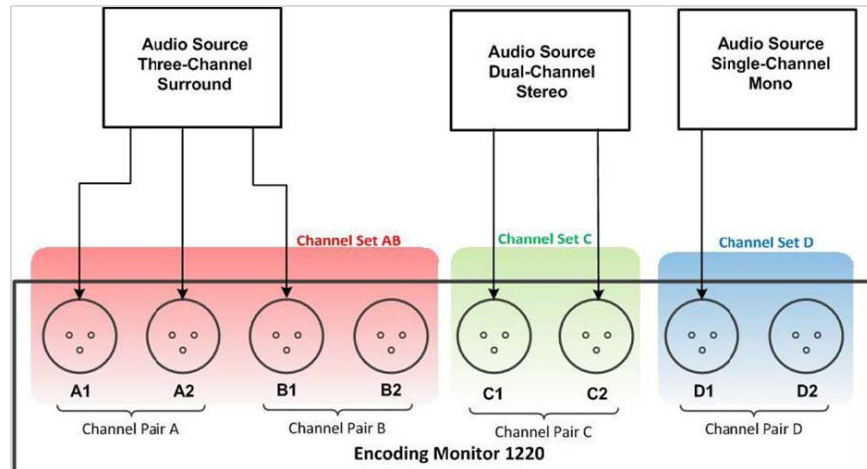 Audio Source
Three-Channel
Surround
Audio Source
Dual-Channel
Stereo
Audio Source
Single-Channel
Mono
Channel Set AB
Channel Set C
Channel Set D
A1 A2 B1 B2 C1 C2 D1 D2
Channel Pair A Channel Pair B Channel Pair C Channel Pair D
Encoding Monitor 1220